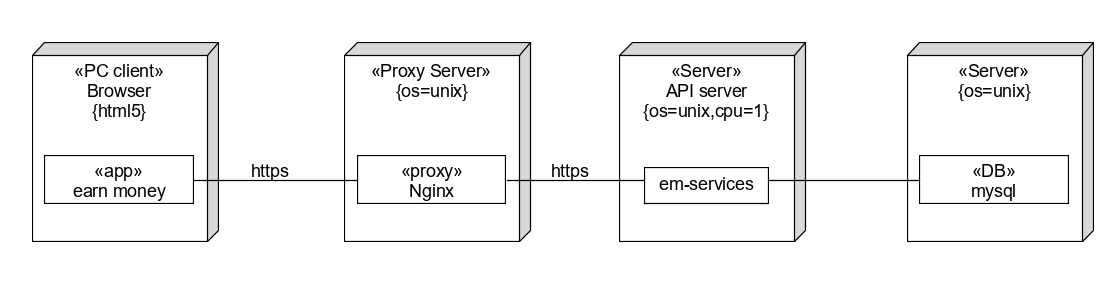 «PC client»
Browser
{html5}
«app»
earn money
https
«Proxy Server»
{os=unix}
«proxy»
Nginx
https
«Server»
API server
{os=unix,cpu=1}
em-services
«Server»
{os=unix}
«DB»
mysql